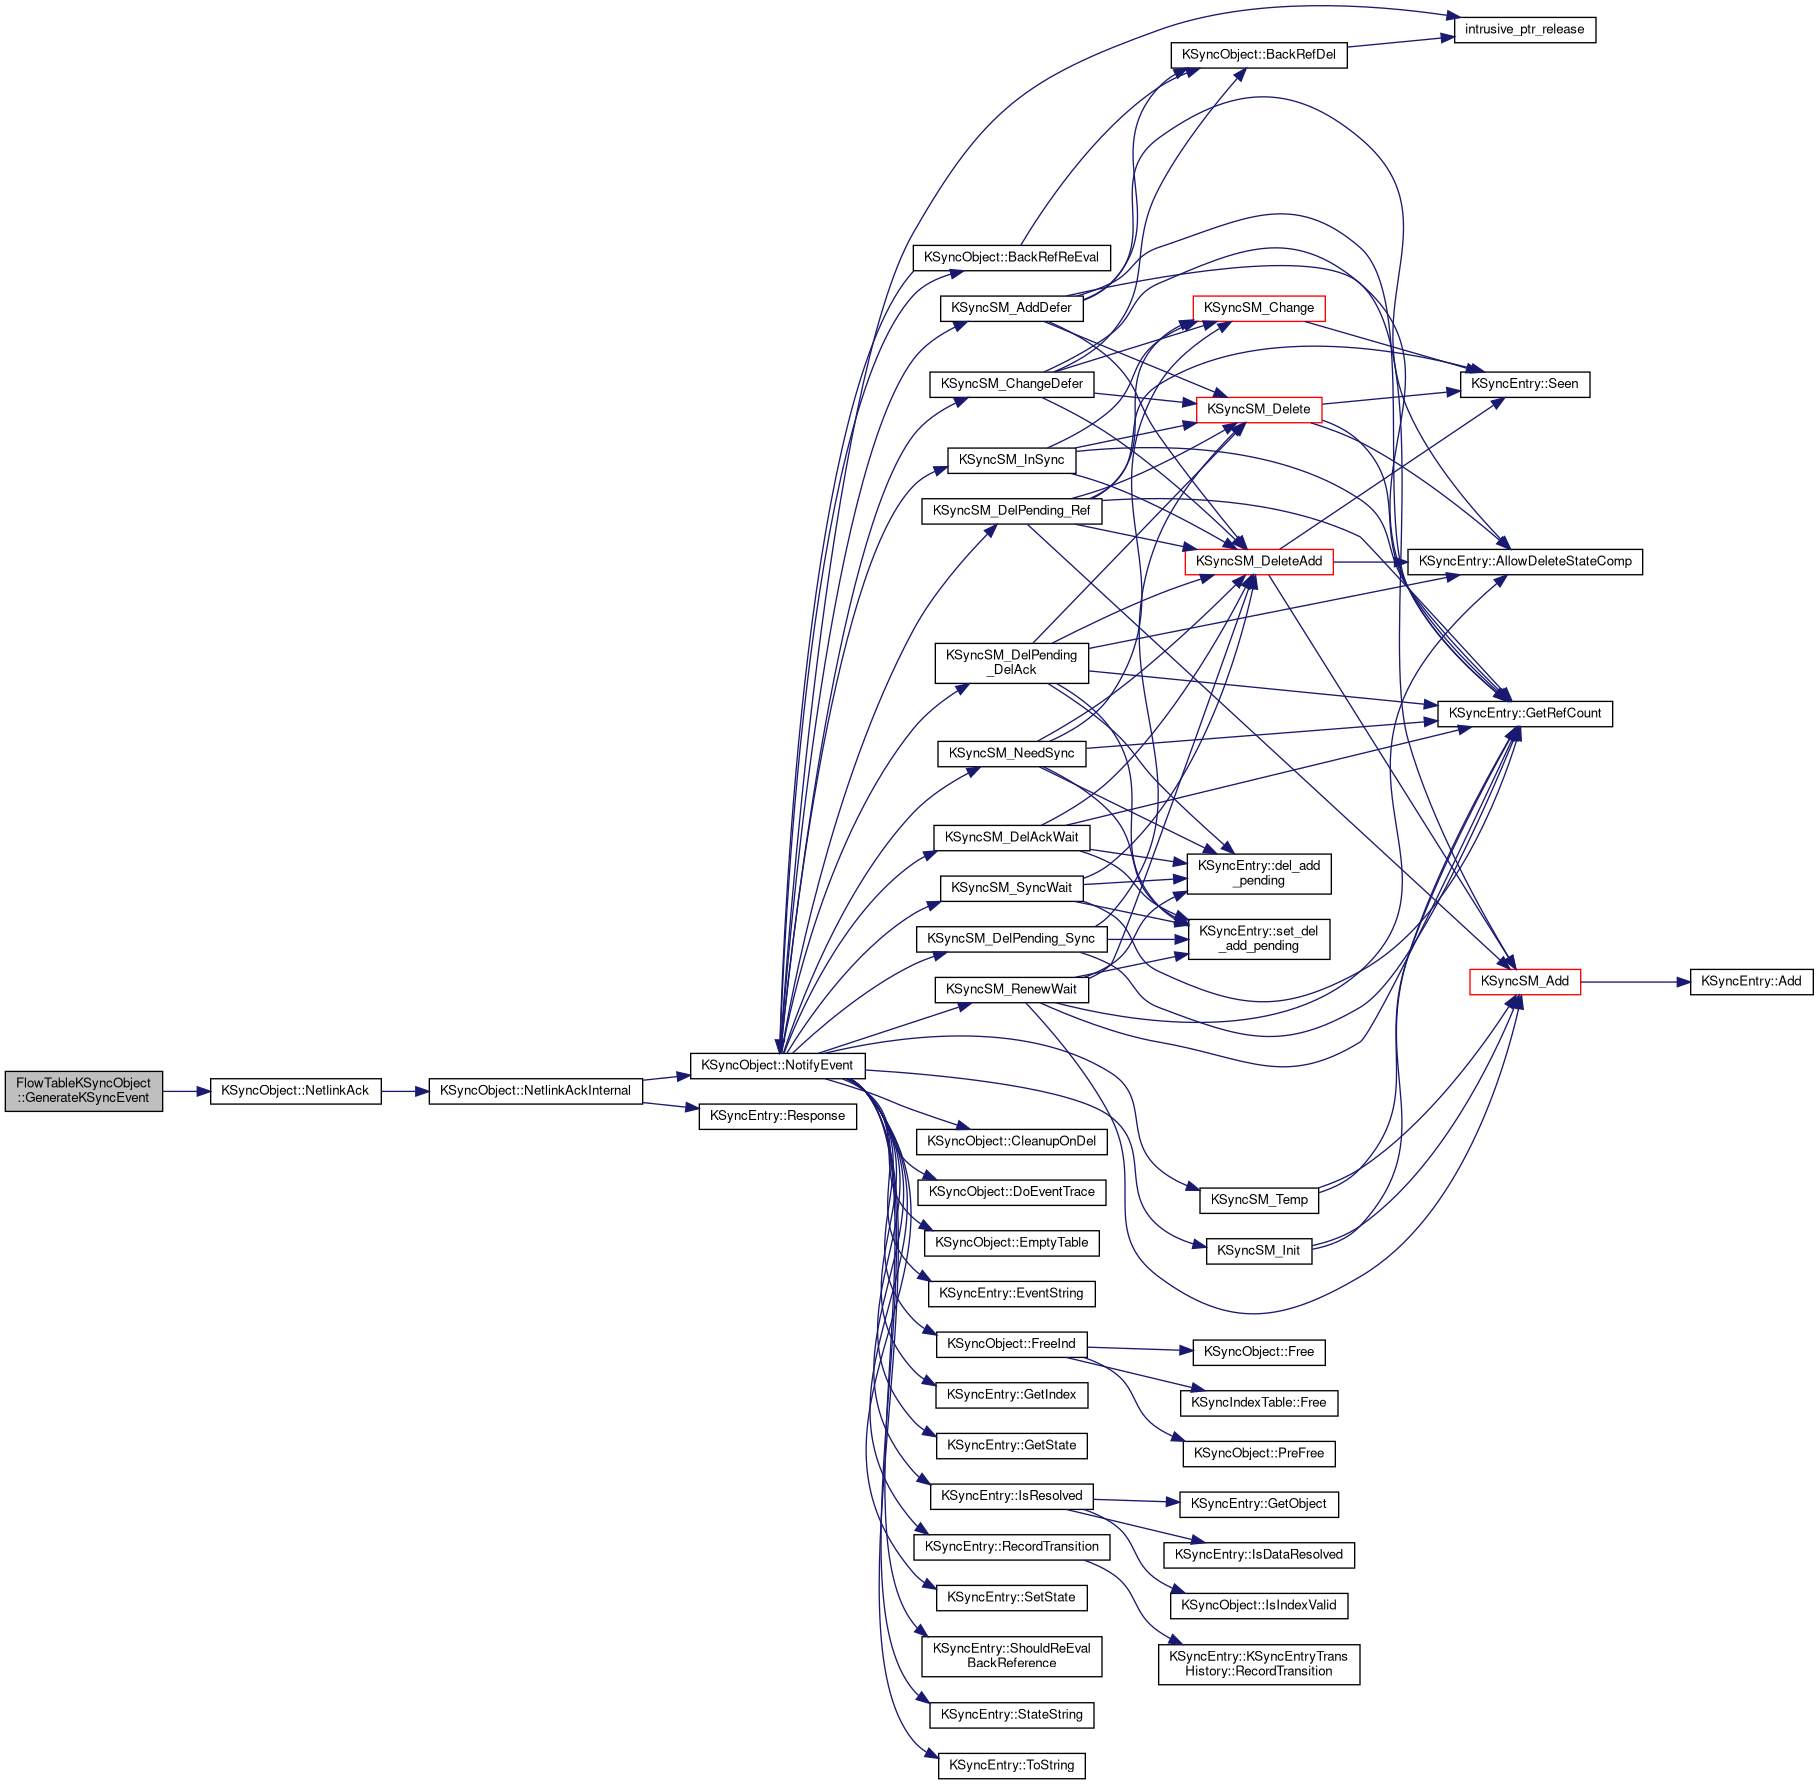 intrusive_ptr_release
KSyncObject::BackRefDel
KSyncObject::BackRefReEval
KSyncSM_AddDefer
KSyncSM_Change
KSyncSM_ChangeDefer
KSyncEntry::Seen
KSyncSM_Delete
KSyncSM_InSync
KSyncSM_DelPending_Ref
KSyncSM_DeleteAdd
KSyncEntry::AllowDeleteStateComp
KSyncSM_DelPending
_DelAck
KSyncEntry::GetRefCount
KSyncSM_NeedSync
KSyncSM_DelAckWait
KSyncEntry::del_add
_pending
KSyncSM_SyncWait
KSyncSM_DelPending_Sync
KSyncEntry::set_del
_add_pending
KSyncSM_RenewWait
KSyncSM_Add
KSyncEntry::Add
KSyncObject::NotifyEvent
FlowTableKSyncObject
::GenerateKSyncEvent
KSyncObject::NetlinkAck
KSyncObject::NetlinkAckInternal
KSyncEntry::Response
KSyncObject::CleanupOnDel
KSyncObject::DoEventTrace
KSyncSM_Temp
KSyncObject::EmptyTable
KSyncSM_Init
KSyncEntry::EventString
KSyncObject::FreeInd
KSyncObject::Free
KSyncEntry::GetIndex
KSyncIndexTable::Free
KSyncEntry::GetState
KSyncObject::PreFree
KSyncEntry::IsResolved
KSyncEntry::GetObject
KSyncEntry::RecordTransition
KSyncEntry::IsDataResolved
KSyncEntry::SetState
KSyncObject::IsIndexValid
KSyncEntry::ShouldReEval
BackReference
KSyncEntry::KSyncEntryTrans
History::RecordTransition
KSyncEntry::StateString
KSyncEntry::ToString